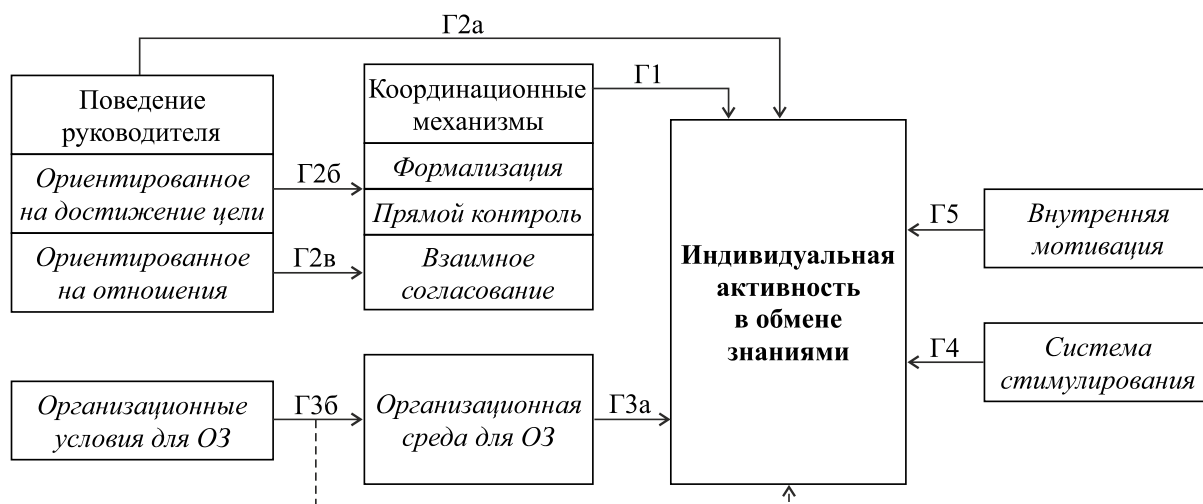 Г2а
Поведение
руководителя
Ориентированное
на достижение цели
Ориентированное
на отношения
Г2б
Г2в
Координационные
механизмы
Формализация
Прямой контроль
Взаимное
согласование
Г1
Индивидуальная
активность
в обмене
знаниями
Г5
Внутренняя
мотивация
Г4
Система
стимулирования
Организационные
условия для ОЗ
Г3б
Организационная
среда для ОЗ
Г3а